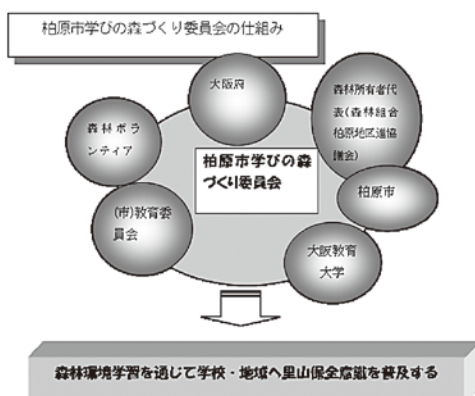 柏原市学びの森づくり委員会の仕組み
大阪府
森林所有者代
表(森林組合
柏原地区進協
議会)
森林ボラ
ンティア
柏原市学びの森
づくり委員会
柏原市
(市)教育委
員会
大阪教育
大学
森林環境学習を通じて学校・地域へ里山保全意識を普及する